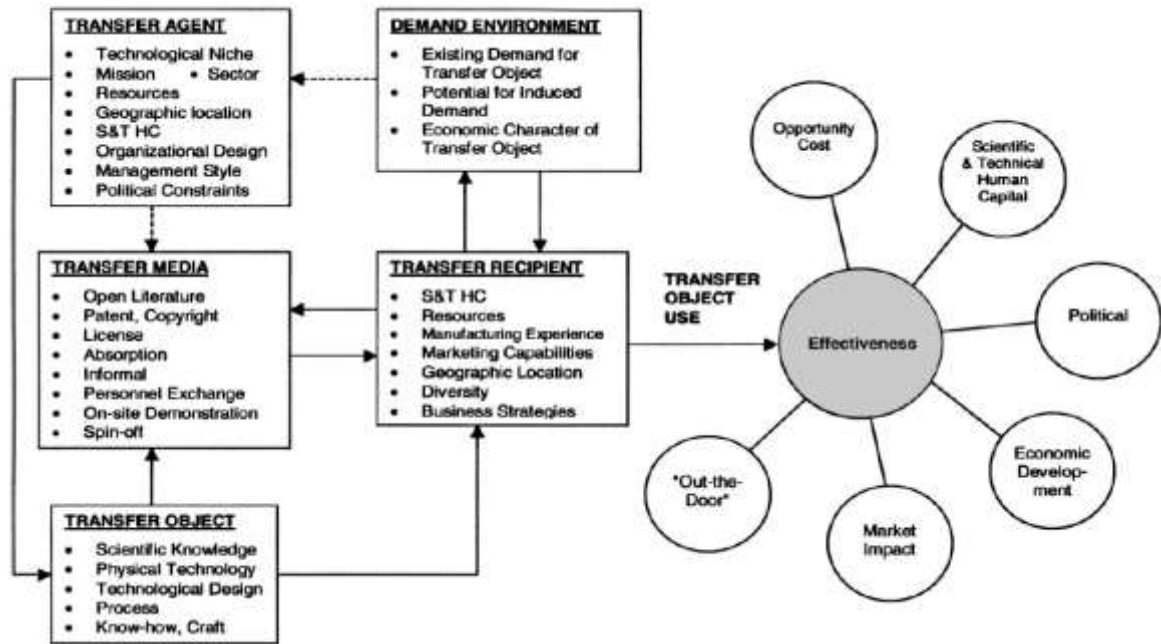 TRANSFER AGENT
• Technological Niche
• Mission • Sector
• Resources
• Geographic location
• S&T HC
• Organizational Design
• Management Style
• Political Constraints
DEMAND ENVIRONMENT
• Existing Demand for
Transfer Object
• Potential for Induced
Demand
• Economic Character of
Transfer Object
TRANSFER MEDIA
• Open Literature
• Patent, Copyright
• License
• Absorption
• Informal
• Personnel Exchange
• On-site Demonstration
• Spin-off
TRANSFER RECIPIENT
• S&T HC
• Resources
• Manufacturing Experience
• Marketing Capabilities
• Geographic Location
• Diversity
• Business Strategies
TRANSFER OBJECT
• Scientific Knowledge
• Physical Technology
• Technological Design
• Process
• Know-how, Craft
TRANSFER
OBJECT
USE
Effectiveness
Opportunity
Cost
Scientific
& Technical
Human
Capital
Political
Economic
Develop-
ment
Market
Impact
"Out-the-
Door"